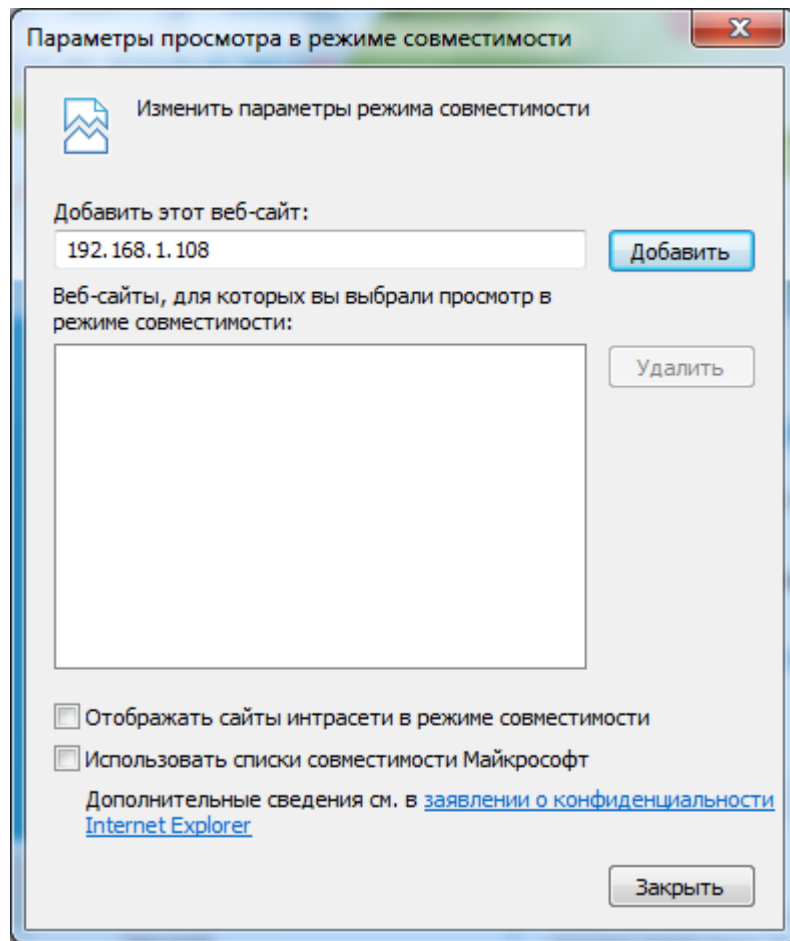 Параметры просмотра в режиме совместимости
Изменить параметры режима совместимости
Добавить этот веб-сайт:
192.168.1.108
Добавить
Веб-сайты, для которых вы выбрали просмотр в
режиме совместимости:
Удалить
Отображать сайты интрасети в режиме совместимости
Использовать списки совместимости Майкрософт
Дополнительные сведения см. в заявлении о конфиденциальности
Internet Explorer
Закрыть